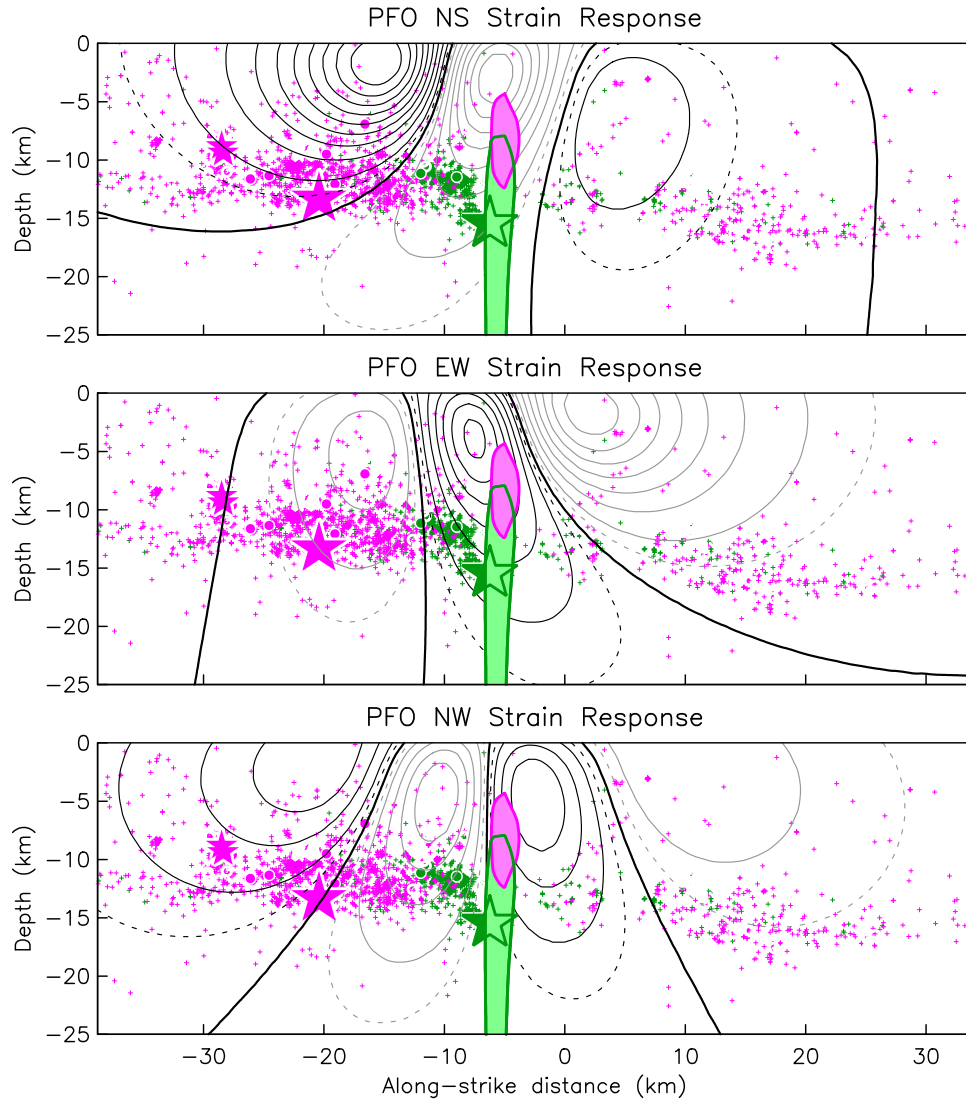 PFO NS Strain Response
0
−5
−10
−15
−20
−25
Depth (km)
PFO EW Strain Response
0
−5
−10
−15
−20
−25
Depth (km)
PFO NW Strain Response
0
−5
−10
−15
−20
−25
Depth (km)
−30 −20 −10 0 10 20 30
Along−strike distance (km)